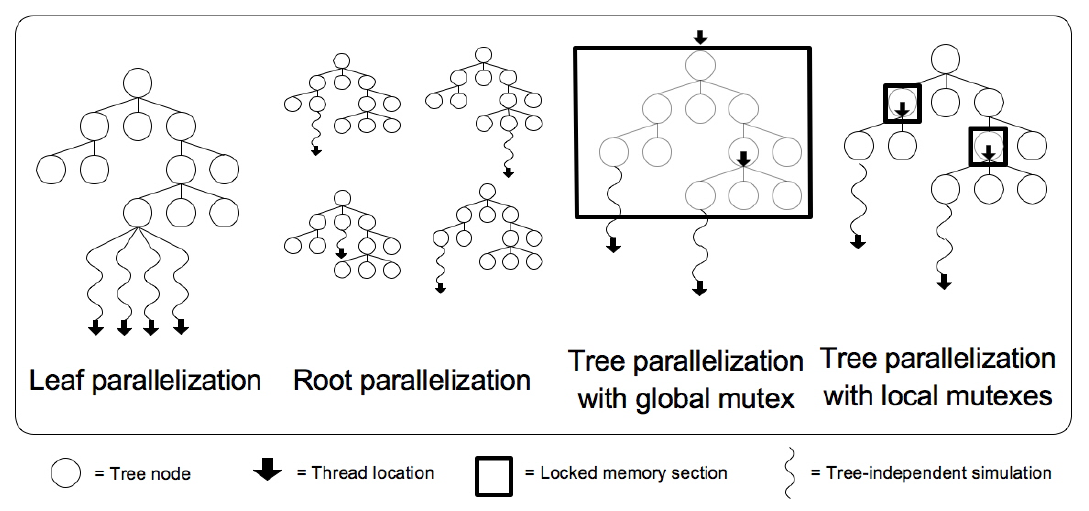 Leaf parallelization
Root parallelization
Tree parallelization
with global mutex
Tree parallelization
with local mutexes
= Tree node
= Thread location
= Locked memory section
= Tree-independent simulation